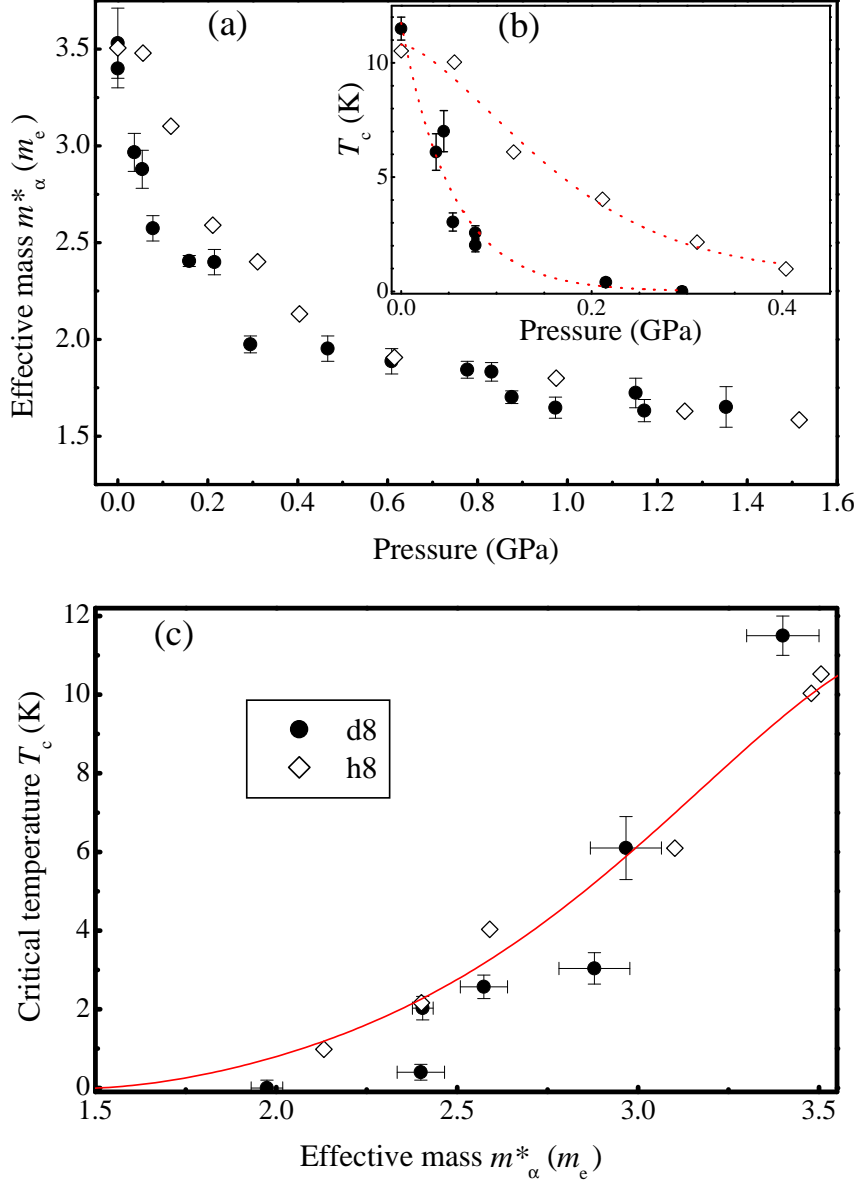 (a)
3.5
3.0
2.5
2.0
1.5
Effective mass m*α (me)
0.0 0.2 0.4 0.6 0.8 1.0 1.2 1.4 1.6
Pressure (GPa)
(b)
10
5
0
Tc (K)
0.0 0.2 0.4
Pressure (GPa)
(c)
12
10
8
6
4
2
0
Critical temperature Tc (K)
d8
h8
1.5 2.0 2.5 3.0 3.5
Effective mass m*α (me)